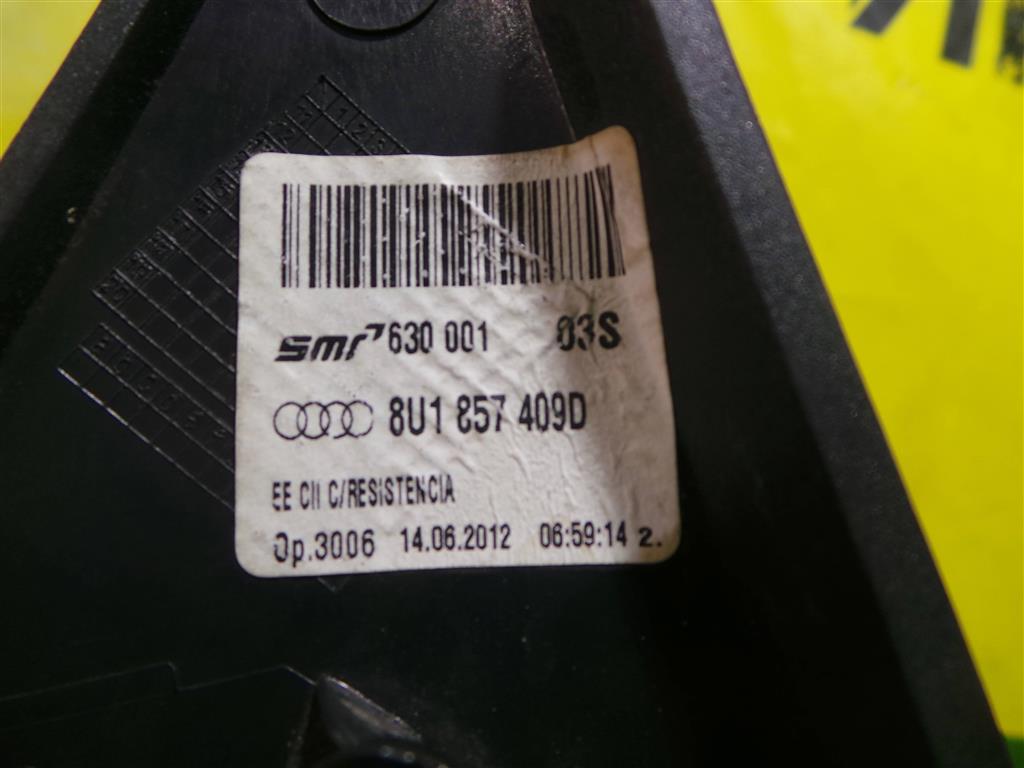 smr 630 001 03S
8U1 857 409D
EE CII C/RESISTENCIA
Op.3006 14.06.2012 06:59:14 2.